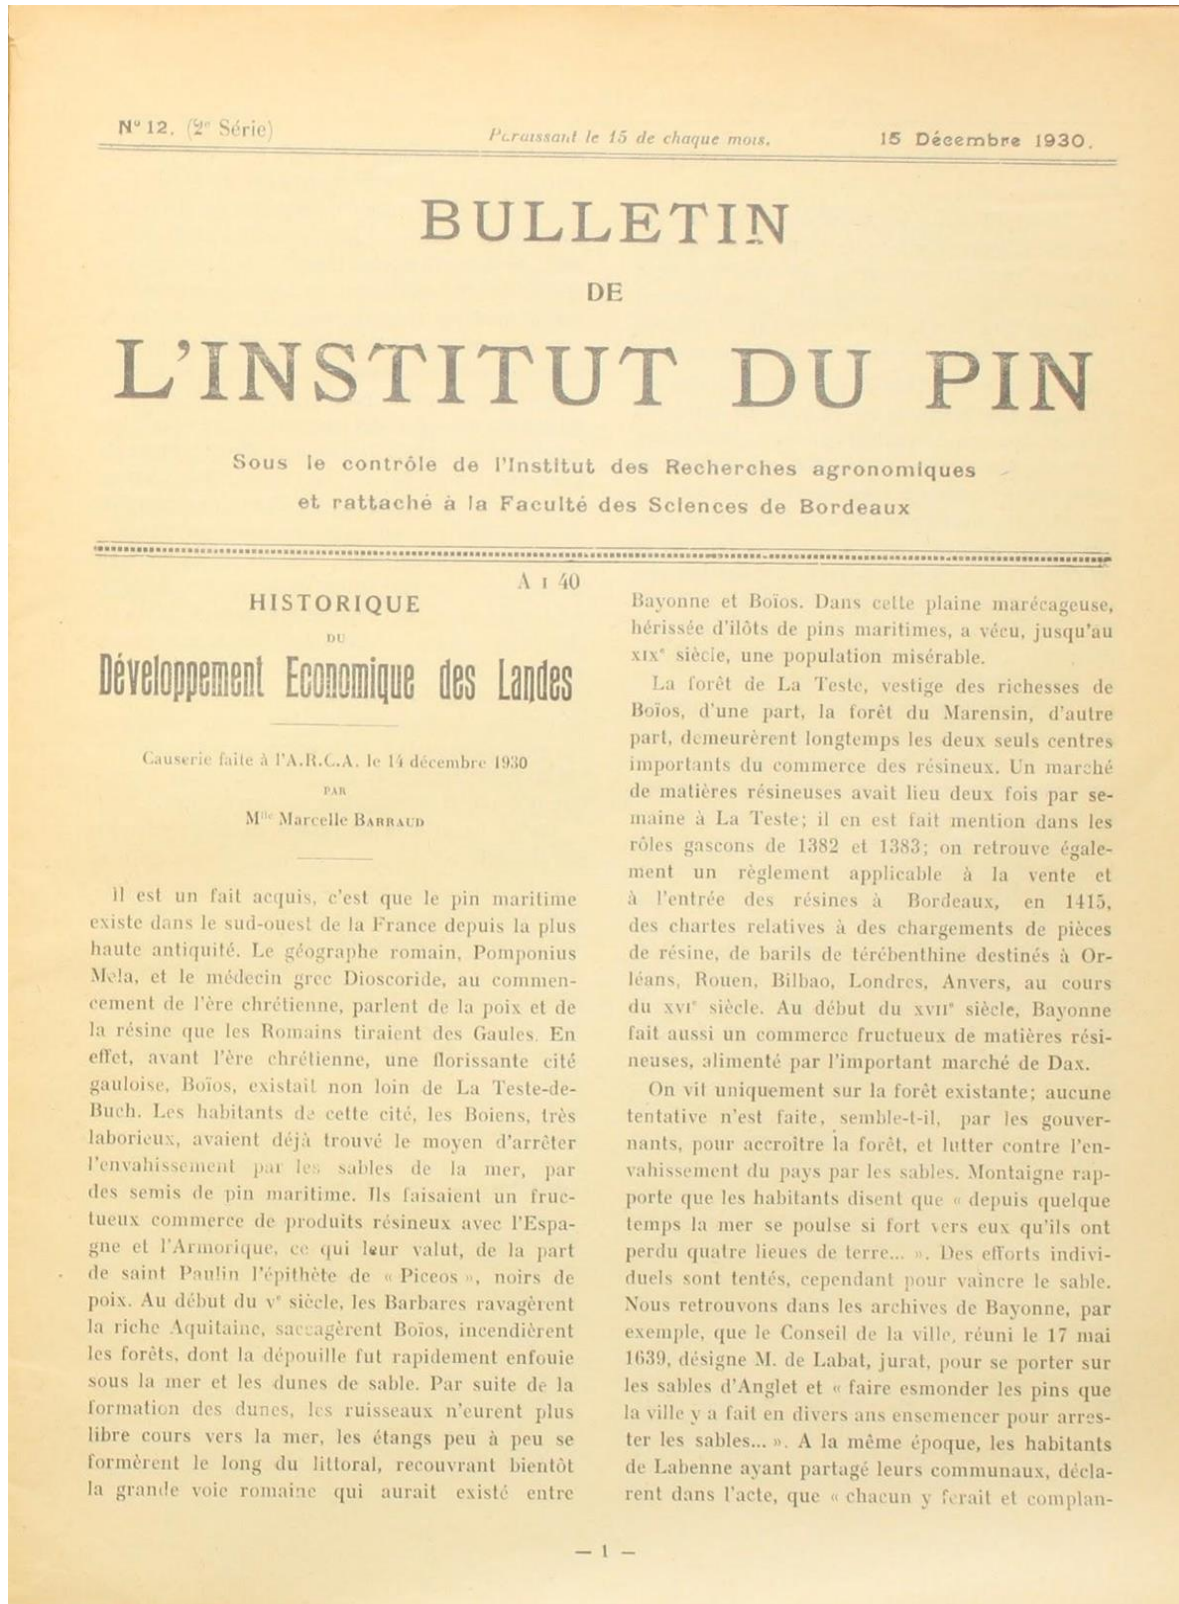 N° 12. (2e Série)
Paraissant le 15 de chaque mois.
15 Décembre 1930.
BULLETIN
DE
L'INSTITUT DU PIN
Sous le contrôle de l'Institut des Recherches agronomiques
et rattaché à la Faculté des Sciences de Bordeaux
A 1 40
HISTORIQUE
DU
Développement Economique des Landes
Causerie faite à l'A.R.C.A. le 14 décembre 1930
PAR
Mlle Marcelle BARRAUD
Il est un fait acquis, c'est que le pin maritime
existe dans le sud-ouest de la France depuis la plus
haute antiquité. Le géographe romain, Pomponius
Mela, et le médecin grec Dioscoride, au commen-
cement de l'ère chrétienne, parlent de la poix et de
la résine que les Romains tiraient des Gaules. En
effet, avant l'ère chrétienne, une florissante cité
gauloise, Boïos, existait non loin de La Teste-de-
Buch. Les habitants de cette cité, les Boiens, très
laborieux, avaient déjà trouvé le moyen d'arrêter
l'envahissement par les sables de la mer, par
des semis de pin maritime. Ils faisaient un fruc-
tueux commerce de produits résineux avec l'Espa-
gne et l'Armorique, ce qui leur valut, de la part
de saint Paulin l'épithète de « Piceos », noirs de
poix. Au début du ve siècle, les Barbares ravagèrent
la riche Aquitaine, saccagèrent Boïos, incendièrent
les forêts, dont la dépouille fut rapidement enfouie
sous la mer et les dunes de sable. Par suite de la
formation des dunes, les ruisseaux n'eurent plus
libre cours vers la mer, les étangs peu à peu se
formèrent le long du littoral, recouvrant bientôt
la grande voie romaine qui aurait existé entre
Bayonne et Boïos. Dans cette plaine marécageuse,
hérissée d'ilôts de pins maritimes, a vécu, jusqu'au
XIXe siècle, une population misérable.
La forêt de La Teste, vestige des richesses de
Boïos, d'une part, la forêt du Marensin, d'autre
part, demeurèrent longtemps les deux seuls centres
importants du commerce des résineux. Un marché
de matières résineuses avait lieu deux fois par se-
maine à La Teste; il en est fait mention dans les
rôles gascons de 1382 et 1383; on retrouve égale-
ment un règlement applicable à la vente et
à l'entrée des résines à Bordeaux, en 1415,
des chartes relatives à des chargements de pièces
de résine, de barils de térébenthine destinés à Or-
léans, Rouen, Bilbao, Londres, Anvers, au cours
du XVIe siècle. Au début du XVIIe siècle, Bayonne
fait aussi un commerce fructueux de matières rési-
neuses, alimenté par l'important marché de Dax.
On vit uniquement sur la forêt existante; aucune
tentative n'est faite, semble-t-il, par les gouver-
nants, pour accroître la forêt, et lutter contre l'en-
vahissement du pays par les sables. Montaigne rap-
porte que les habitants disent que « depuis quelque
temps la mer se poulse si fort vers eux qu'ils ont
perdu quatre lieues de terre... ». Des efforts indivi-
duels sont tentés, cependant pour vaincre le sable.
Nous retrouvons dans les archives de Bayonne, par
exemple, que le Conseil de la ville, réuni le 17 mai
1639, désigne M. de Labat, jurat, pour se porter sur
les sables d'Anglet et « faire esmonder les pins que
la ville y a fait en divers ans ensemencer pour arres-
ter les sables... ». A la même époque, les habitants
de Labenne ayant partagé leurs communaux, décla-
rent dans l'acte, que « chacun y ferait et complan-
— 1 —